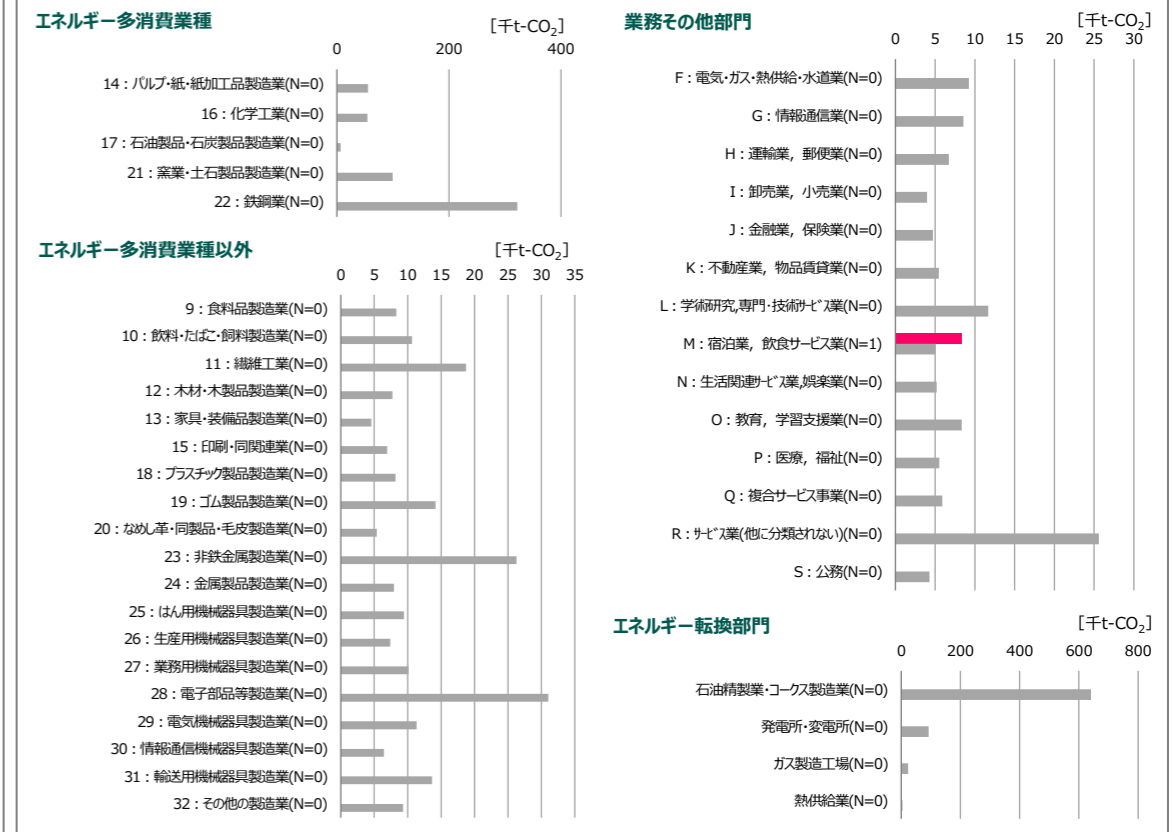 エネルギー多消費業種
[千t-CO₂]
0 200 400
14：パルプ・紙・紙加工品製造業(N=0)
16：化学工業(N=0)
17：石油製品・石炭製品製造業(N=0)
21：窯業・土石製品製造業(N=0)
22：鉄鋼業(N=0)
エネルギー多消費業種以外
[千t-CO₂]
0 5 10 15 20 25 30 35
9：食料品製造業(N=0)
10：飲料・たばこ・飼料製造業(N=0)
11：繊維工業(N=0)
12：木材・木製品製造業(N=0)
13：家具・装備品製造業(N=0)
15：印刷・同関連業(N=0)
18：プラスチック製品製造業(N=0)
19：ゴム製品製造業(N=0)
20：なめし革・同製品・毛皮製造業(N=0)
23：非鉄金属製造業(N=0)
24：金属製品製造業(N=0)
25：はん用機械器具製造業(N=0)
26：生産用機械器具製造業(N=0)
27：業務用機械器具製造業(N=0)
28：電子部品等製造業(N=0)
29：電気機械器具製造業(N=0)
30：情報通信機械器具製造業(N=0)
31：輸送用機械器具製造業(N=0)
32：その他の製造業(N=0)
業務その他部門
[千t-CO₂]
0 5 10 15 20 25 30
F：電気・ガス・熱供給・水道業(N=0)
G：情報通信業(N=0)
H：運輸業，郵便業(N=0)
I：卸売業，小売業(N=0)
J：金融業，保険業(N=0)
K：不動産業，物品賃貸業(N=0)
L：学術研究,専門・技術ｻｰﾋﾞｽ業(N=0)
M：宿泊業，飲食サービス業(N=1)
N：生活関連ｻｰﾋﾞｽ業,娯楽業(N=0)
O：教育，学習支援業(N=0)
P：医療，福祉(N=0)
Q：複合サービス事業(N=0)
R：ｻｰﾋﾞｽ業(他に分類されない)(N=0)
S：公務(N=0)
エネルギー転換部門
[千t-CO₂]
0 200 400 600 800
石油精製業・コークス製造業(N=0)
発電所・変電所(N=0)
ガス製造工場(N=0)
熱供給業(N=0)